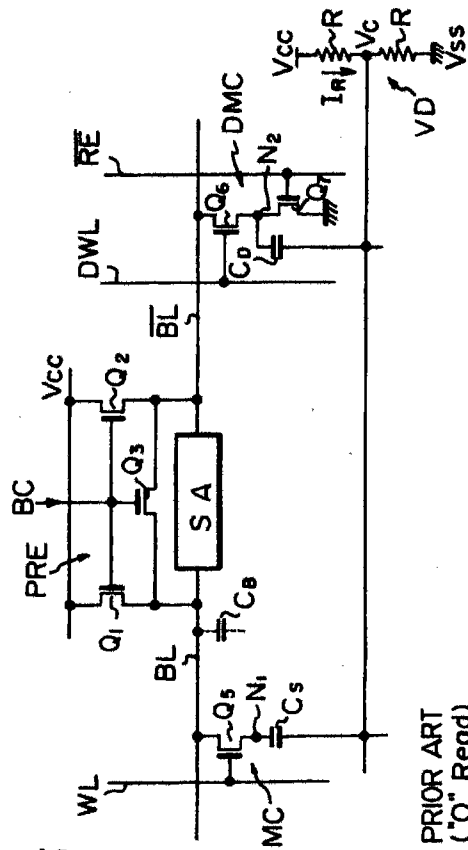 BC
Vcc
PRE
Q1
Q2
Q3
SA
BL
CB
BL
WL
Q5
N1
Cs
MC
DWL
RE
Q6
DMC
N2
CD
Q7
Vcc
R
IR
Vc
R
VD
Vss
PRIOR ART
("O" Read)